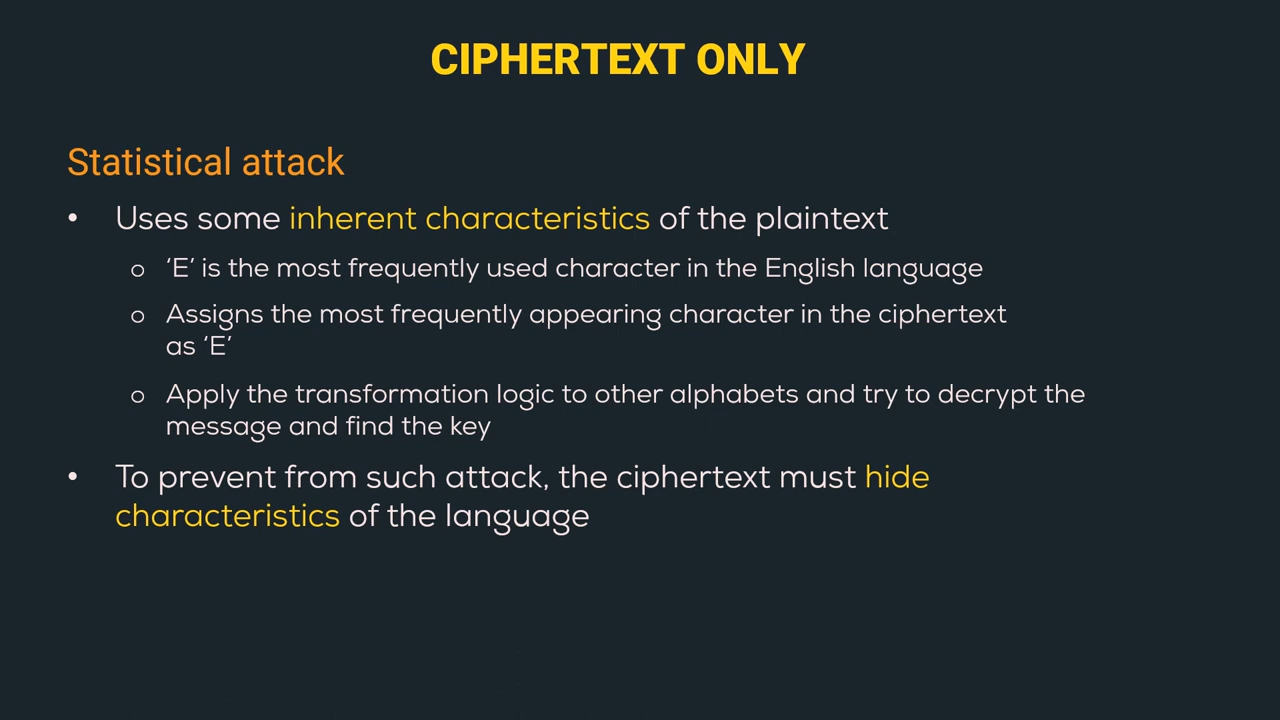 CIPHERTEXT ONLY
Statistical attack
• Uses some inherent characteristics of the plaintext
o ‘E’ is the most frequently used character in the English language
o Assigns the most frequently appearing character in the ciphertext
as ‘E’
o Apply the transformation logic to other alphabets and try to decrypt the
message and find the key
• To prevent from such attack, the ciphertext must hide
characteristics of the language